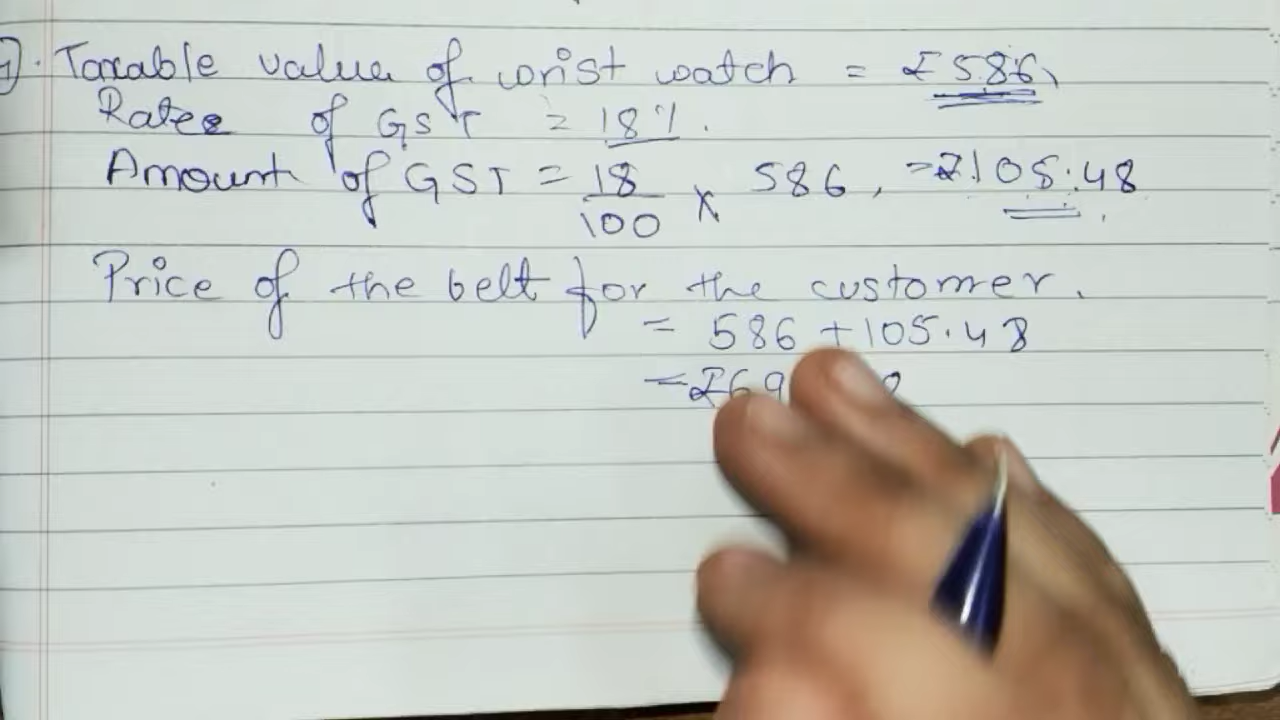 Taxable value of wrist watch = ₹586
Rate of GST = 18%.
Amount of GST = 18/100 × 586, = ₹105.48
Price of the belt for the customer.
= 586 + 105.48
= ₹69